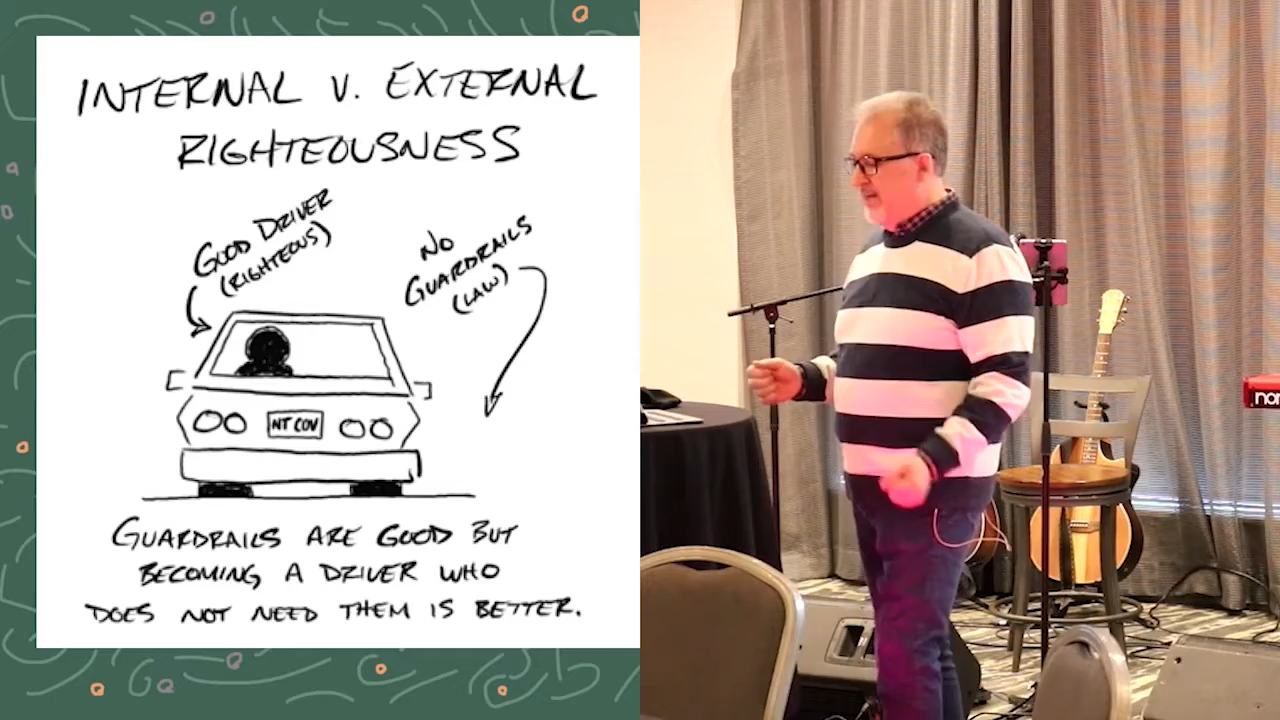 INTERNAL V. EXTERNAL
RIGHTEOUSNESS
GOOD DRIVER
(RIGHTEOUS)
NO
GUARDRAILS
(LAW)
NT COV
GUARDRAILS ARE GOOD BUT
BECOMING A DRIVER WHO
DOES NOT NEED THEM IS BETTER.
nor